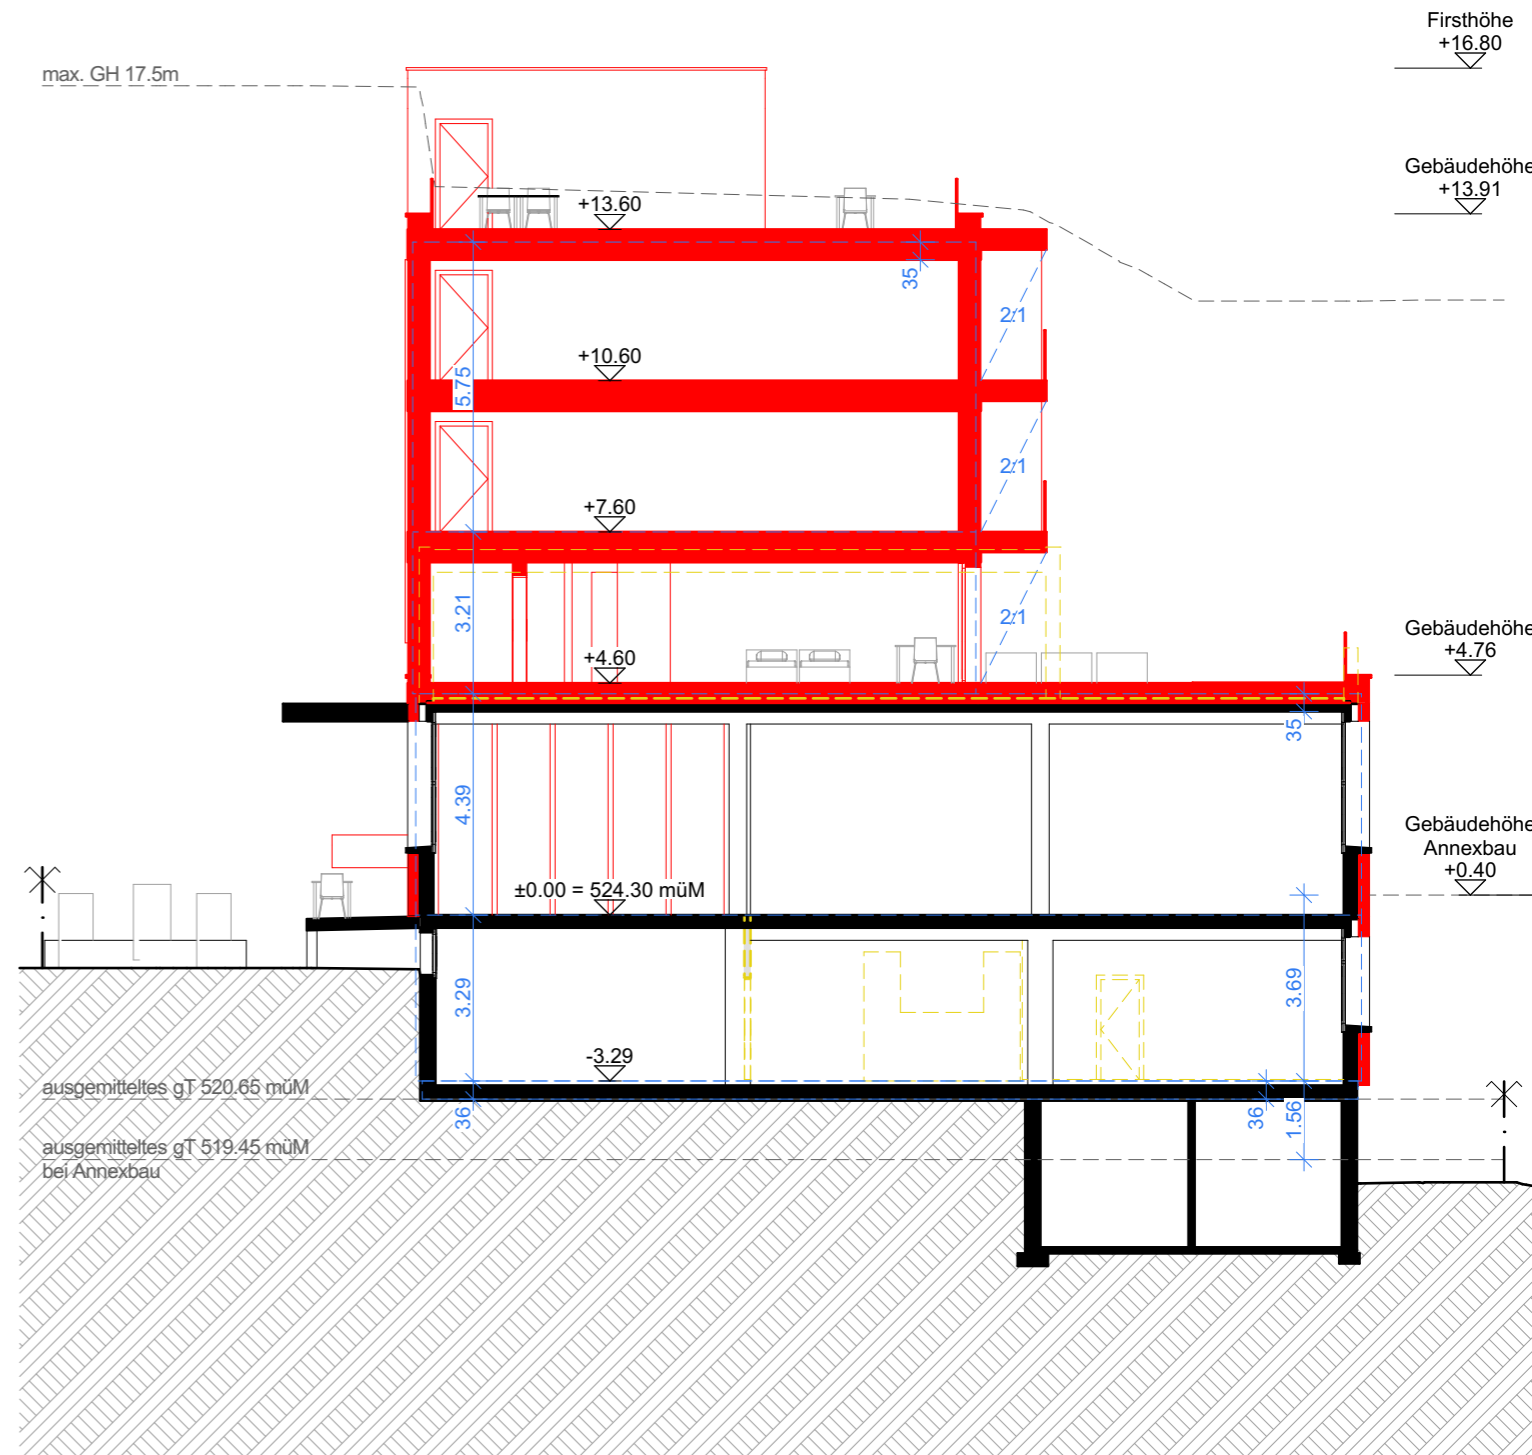 Firsthöhe
+16.80
max. GH 17.5m
Gebäudehöhe
+13.91
+13.60
35
2:1
+10.60
5.75
2:1
+7.60
3.21
2:1
+4.60
Gebäudehöhe
+4.76
35
4.39
Gebäudehöhe
Annexbau
+0.40
±0.00 = 524.30 müM
3.29
3.69
-3.29
ausgemitteltes gT 520.65 müM
36
36
1.56
ausgemitteltes gT 519.45 müM
bei Annexbau